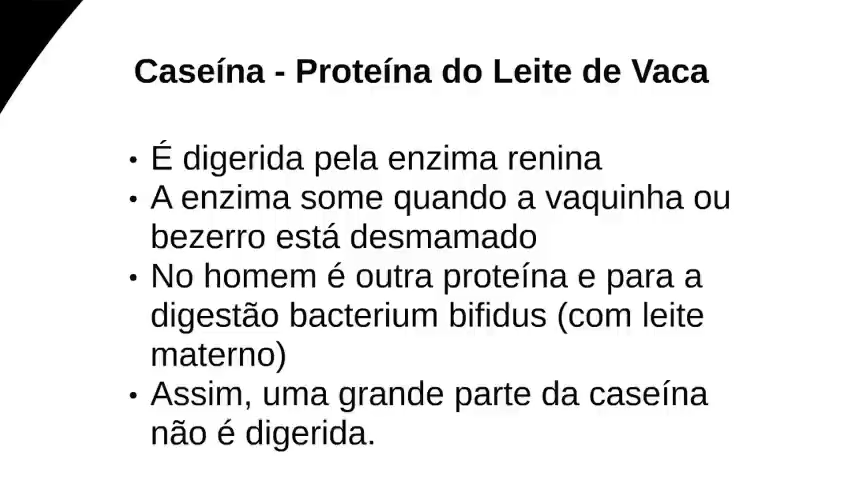 Caseína - Proteína do Leite de Vaca
• É digerida pela enzima renina
• A enzima some quando a vaquinha ou
bezerro está desmamado
• No homem é outra proteína e para a
digestão bacterium bifidus (com leite
materno)
• Assim, uma grande parte da caseína
não é digerida.